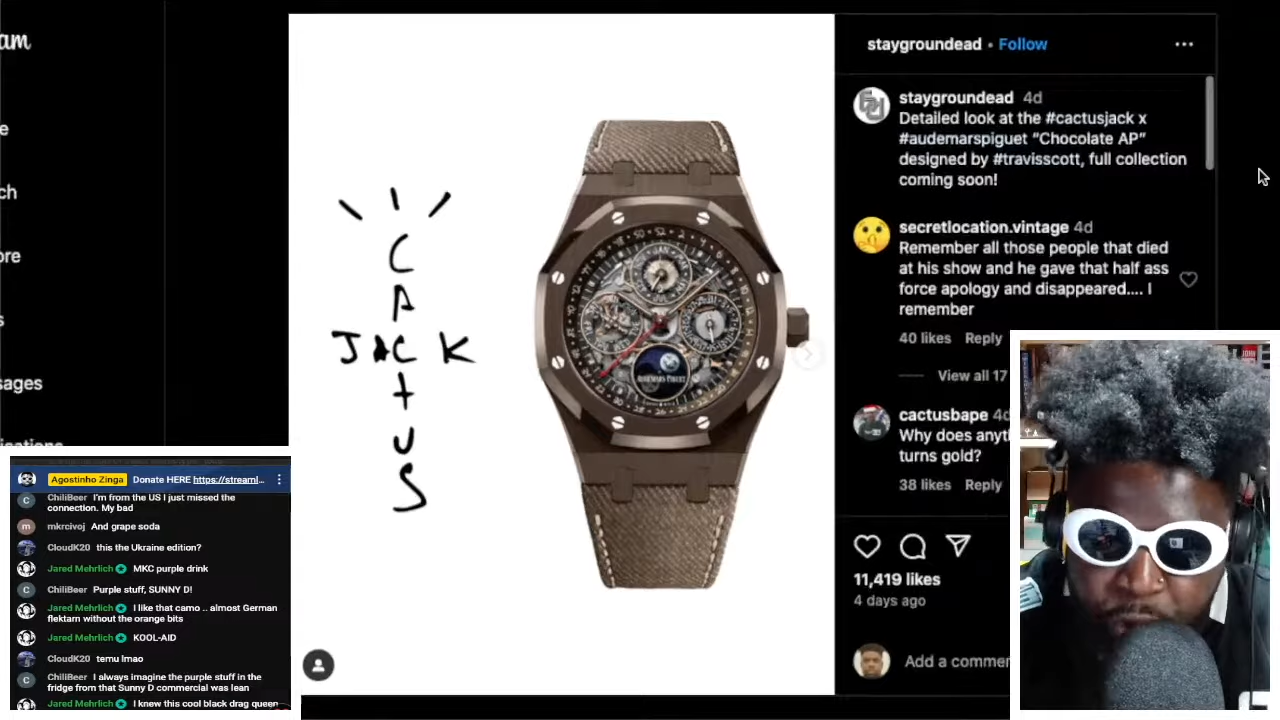 am
e
ch
ore
s
sages
C
A
JACK
t
U
S
staygroundead • Follow
staygroundead 4d
Detailed look at the #cactusjack x
#audemarspiguet “Chocolate AP”
designed by #travisscott, full collection
coming soon!
secretlocation.vintage 4d
Remember all those people that died
at his show and he gave that half ass
force apology and disappeared.... I
remember
40 likes Reply
View all 17
cactusbape 4d
Why does anyt
turns gold?
38 likes Reply
11,419 likes
4 days ago
Add a commen
Agostinho Zinga Donate HERE https://streaml...
ChiliBeer I'm from the US I just missed the
connection. My bad
mkrcivoj And grape soda
CloudK20 this the Ukraine edition?
Jared Mehrlich MKC purple drink
ChiliBeer Purple stuff, SUNNY D!
Jared Mehrlich I like that camo .. almost German
flektarn without the orange bits
Jared Mehrlich KOOL-AID
CloudK20 temu lmao
ChiliBeer I always imagine the purple stuff in the
fridge from that Sunny D commercial was lean
Jared Mehrlich I knew this cool black drag queen